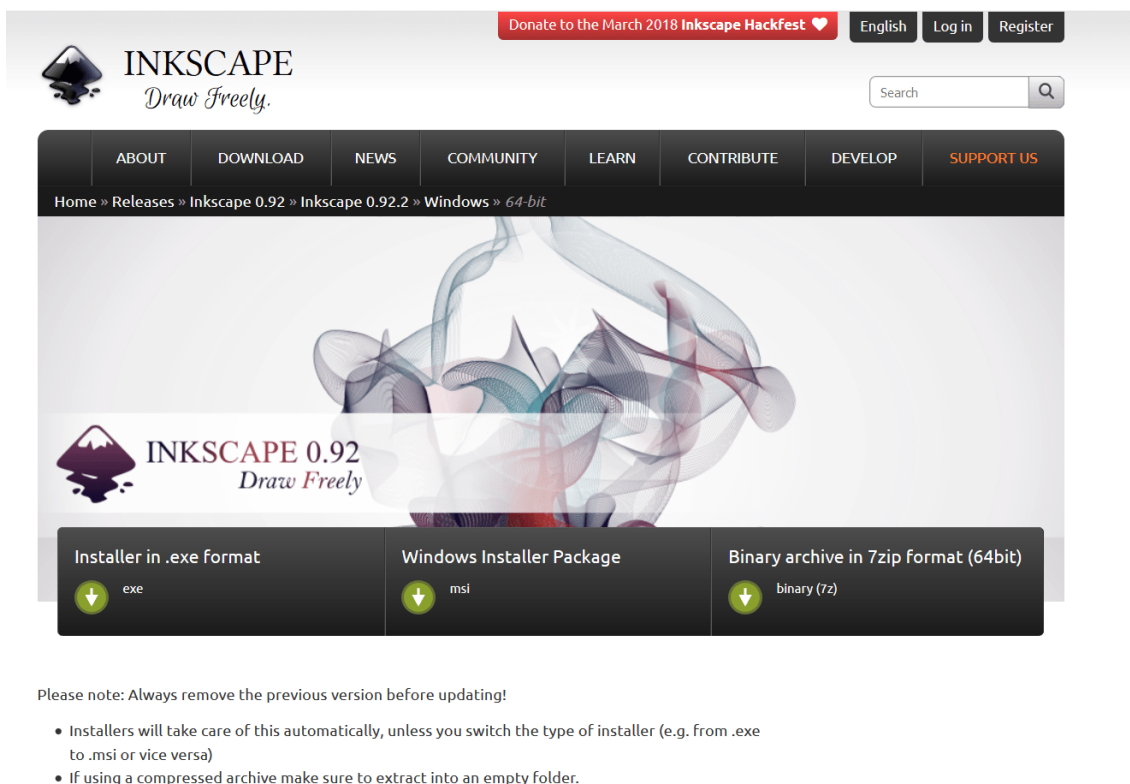 Donate to the March 2018 Inkscape Hackfest
English
Log in
Register
INKSCAPE
Draw Freely.
Search
ABOUT
DOWNLOAD
NEWS
COMMUNITY
LEARN
CONTRIBUTE
DEVELOP
SUPPORT US
Home » Releases » Inkscape 0.92 » Inkscape 0.92.2 » Windows » 64-bit
INKSCAPE 0.92
Draw Freely
Installer in .exe format
exe
Windows Installer Package
msi
Binary archive in 7zip format (64bit)
binary (7z)
Please note: Always remove the previous version before updating!
• Installers will take care of this automatically, unless you switch the type of installer (e.g. from .exe
to .msi or vice versa)
• If using a compressed archive make sure to extract into an empty folder.